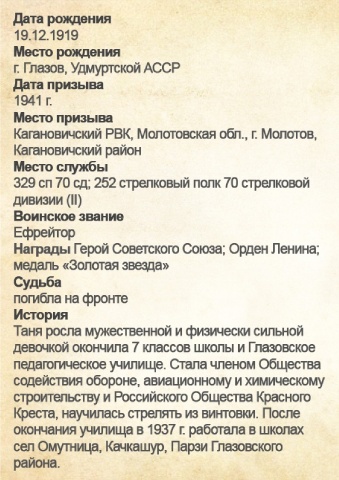 Дата рождения
19.12.1919
Место рождения
г. Глазов, Удмуртской АССР
Дата призыва
1941 г.
Место призыва
Кагановичский РВК, Молотовская обл., г. Молотов,
Кагановичский район
Место службы
329 сп 70 сд; 252 стрелковый полк 70 стрелковой
дивизии (II)
Воинское звание
Ефрейтор
Награды Герой Советского Союза; Орден Ленина;
медаль «Золотая звезда»
Судьба
погибла на фронте
История
Таня росла мужественной и физически сильной
девочкой окончила 7 классов школы и Глазовское
педагогическое училище. Стала членом Общества
содействия обороне, авиационному и химическому
строительству и Российского Общества Красного
Креста, научилась стрелять из винтовки. После
окончания училища в 1937 г. работала в школах
сел Омутница, Качкашур, Парзи Глазовского
района.